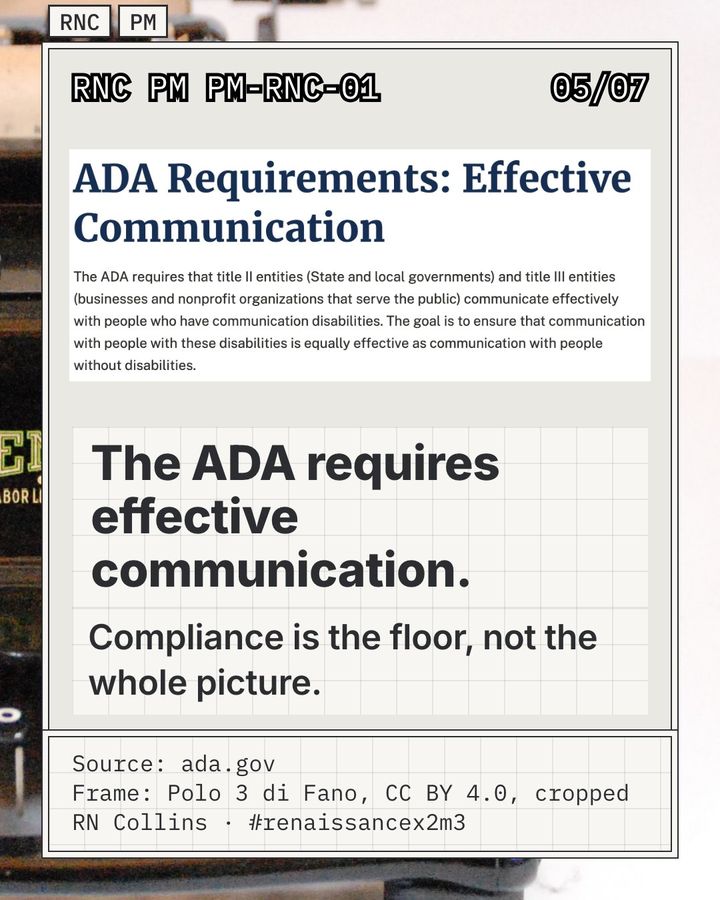 RNC PM
RNC PM PM-RNC-01 05/07
ADA Requirements: Effective
Communication
The ADA requires that title II entities (State and local governments) and title III entities
(businesses and nonprofit organizations that serve the public) communicate effectively
with people who have communication disabilities. The goal is to ensure that communication
with people with these disabilities is equally effective as communication with people
without disabilities.
The ADA requires
effective
communication.
Compliance is the floor, not the
whole picture.
Source: ada.gov
Frame: Polo 3 di Fano, CC BY 4.0, cropped
RN Collins · #renaissancex2m3